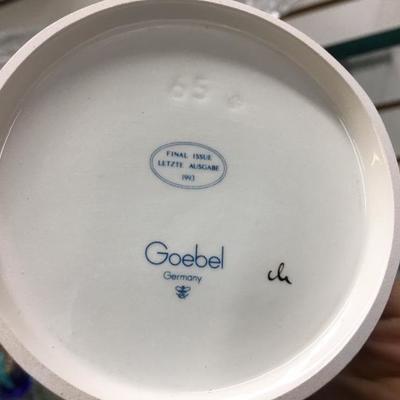 65
FINAL ISSUE
LETZTE AUSGABE
1993
Goebel
Germany